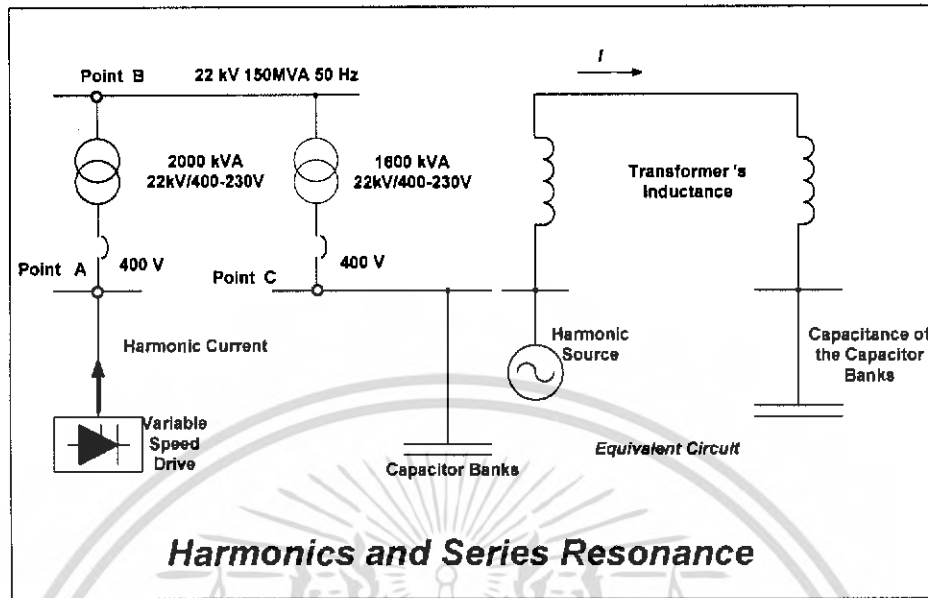 Point B
22 kV 150MVA 50 Hz
I
2000 kVA
22kV/400-230V
1600 kVA
22kV/400-230V
Transformer's
Inductance
400 V
400 V
Point A
Point C
Harmonic Current
Harmonic
Source
Capacitance of
the Capacitor
Banks
Variable
Speed
Drive
Capacitor Banks
Equivalent Circuit
Harmonics and Series Resonance